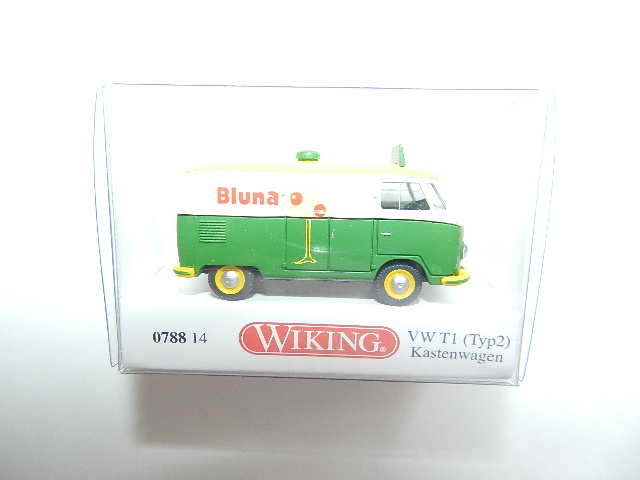 Bluna
0788 14
WIKING®
VW T1 (Typ2)
Kastenwagen